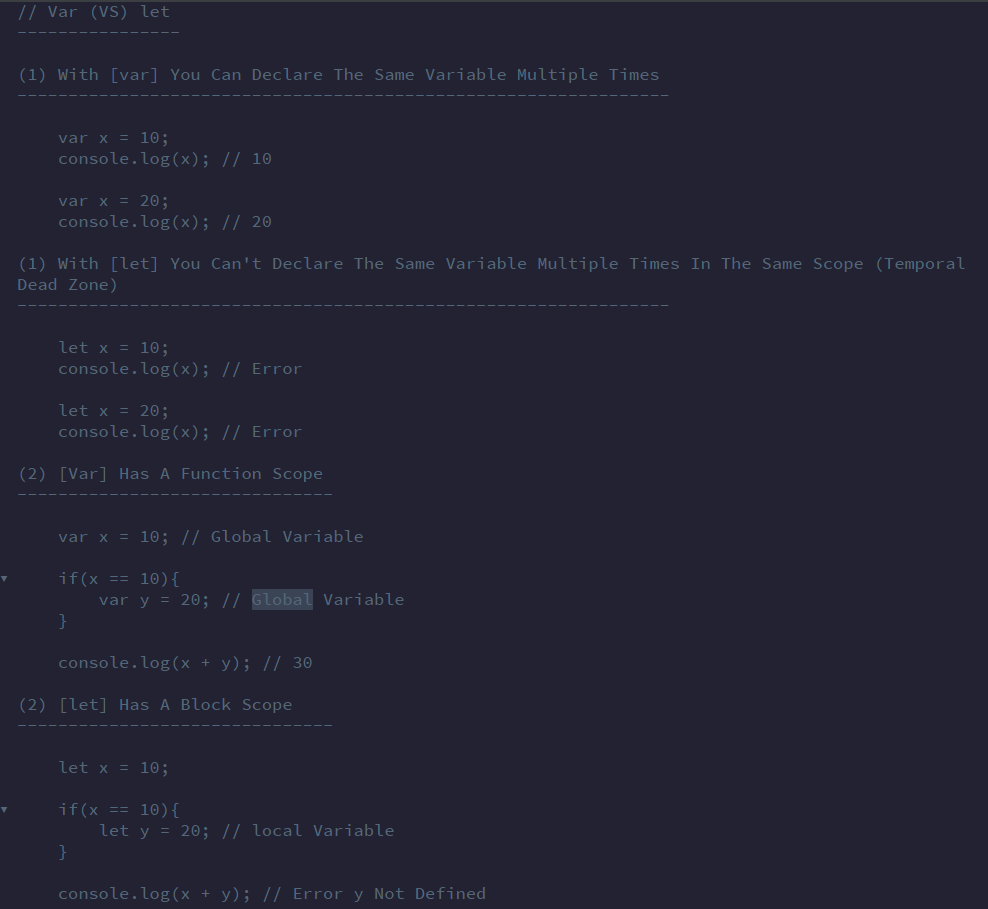 // Var (VS) let
----------------
(1) With [var] You Can Declare The Same Variable Multiple Times
----------------------------------------------------------------
var x = 10;
console.log(x); // 10
var x = 20;
console.log(x); // 20
(1) With [let] You Can't Declare The Same Variable Multiple Times In The Same Scope (Temporal
Dead Zone)
----------------------------------------------------------------
let x = 10;
console.log(x); // Error
let x = 20;
console.log(x); // Error
(2) [Var] Has A Function Scope
-------------------------------
var x = 10; // Global Variable
if(x == 10){
var y = 20; // Global Variable
}
console.log(x + y); // 30
(2) [let] Has A Block Scope
-------------------------------
let x = 10;
if(x == 10){
let y = 20; // local Variable
}
console.log(x + y); // Error y Not Defined